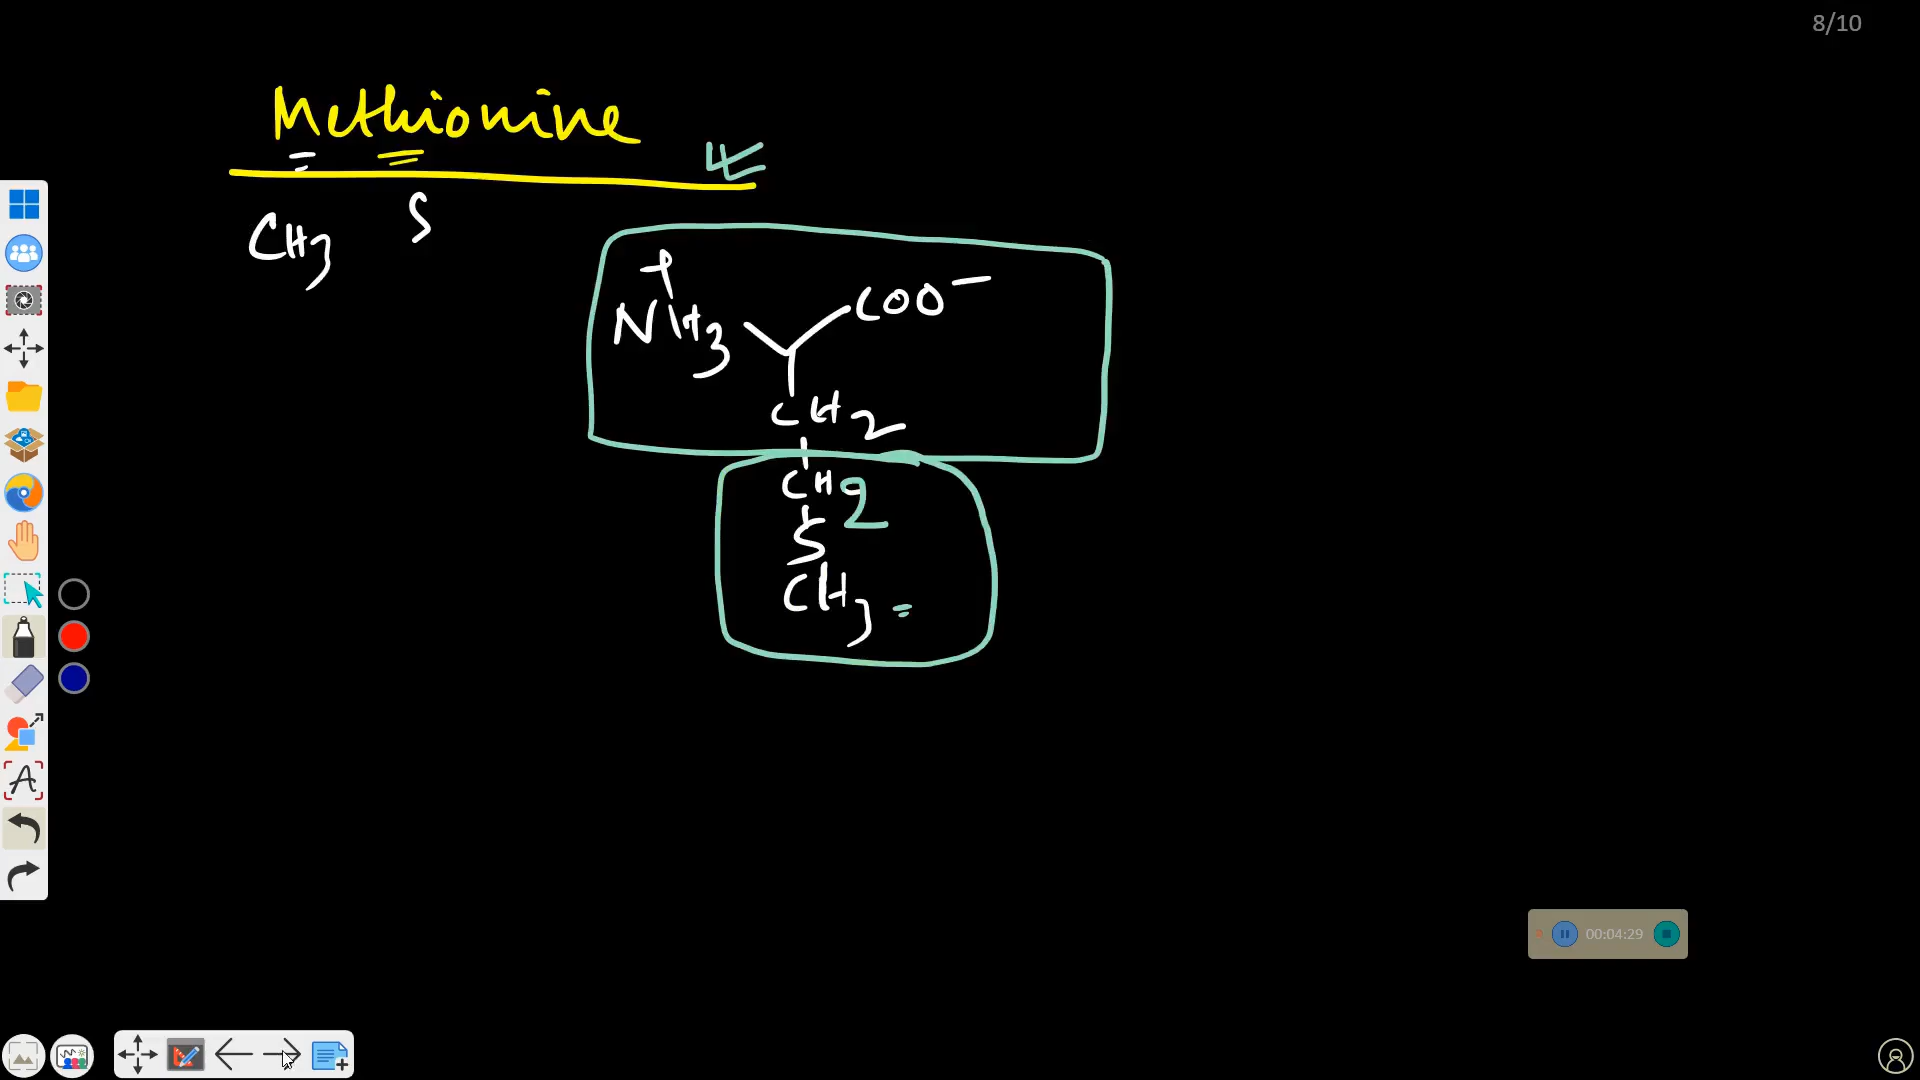 8/10
Methionine
CH3 S
+
NH3 COO−
CH2
CH2
S
CH3
00:04:29